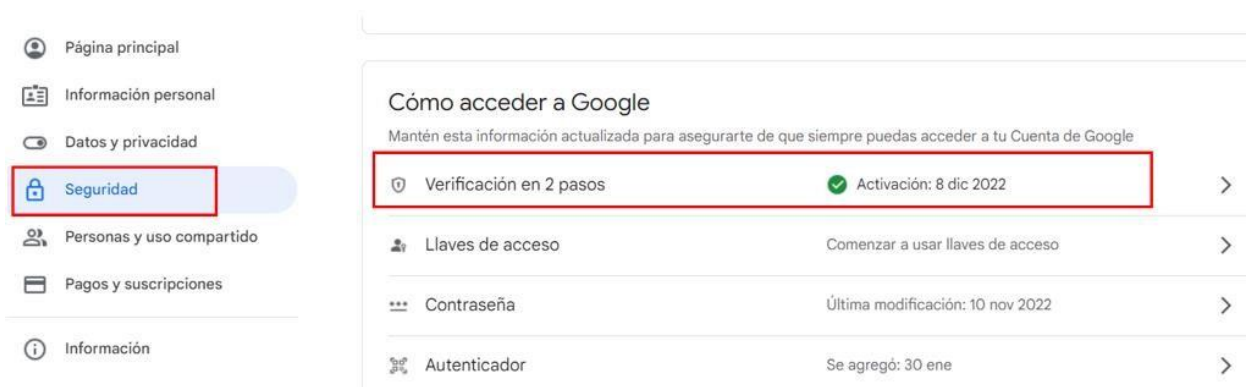 Página principal
Información personal
Datos y privacidad
Seguridad
Personas y uso compartido
Pagos y suscripciones
Información
Cómo acceder a Google
Mantén esta información actualizada para asegurarte de que siempre puedas acceder a tu Cuenta de Google
Verificación en 2 pasos Activación: 8 dic 2022
Llaves de acceso Comenzar a usar llaves de acceso
Contraseña Última modificación: 10 nov 2022
Autenticador Se agregó: 30 ene